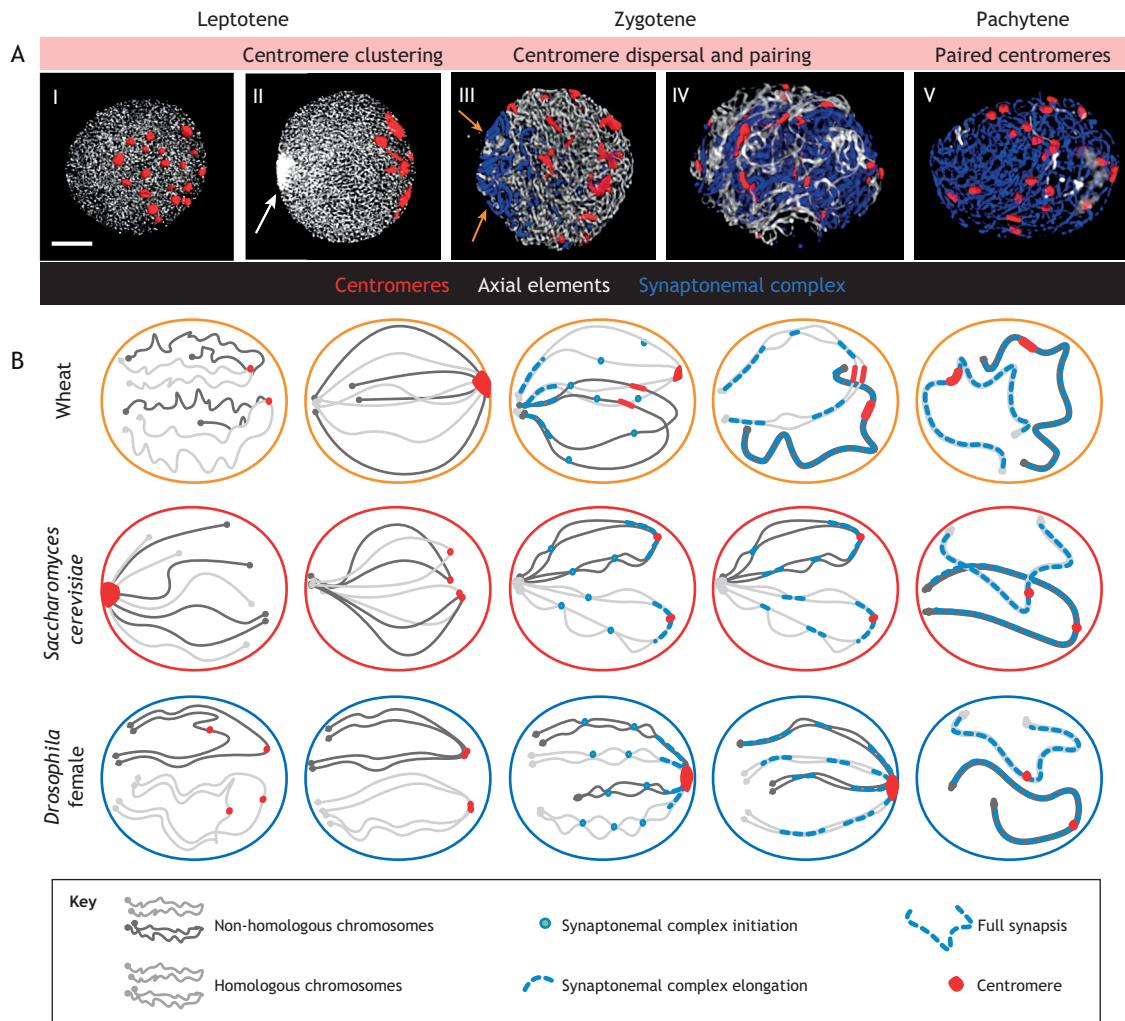 Leptotene Zygotene Pachytene
A Centromere clustering Centromere dispersal and pairing Paired centromeres
I II III IV V
Centromeres Axial elements Synaptonemal complex
B
Wheat
Saccharomyces
cerevisiae
Drosophila
female
Key
Non-homologous chromosomes Synaptonemal complex initiation Full synapsis
Homologous chromosomes Synaptonemal complex elongation Centromere